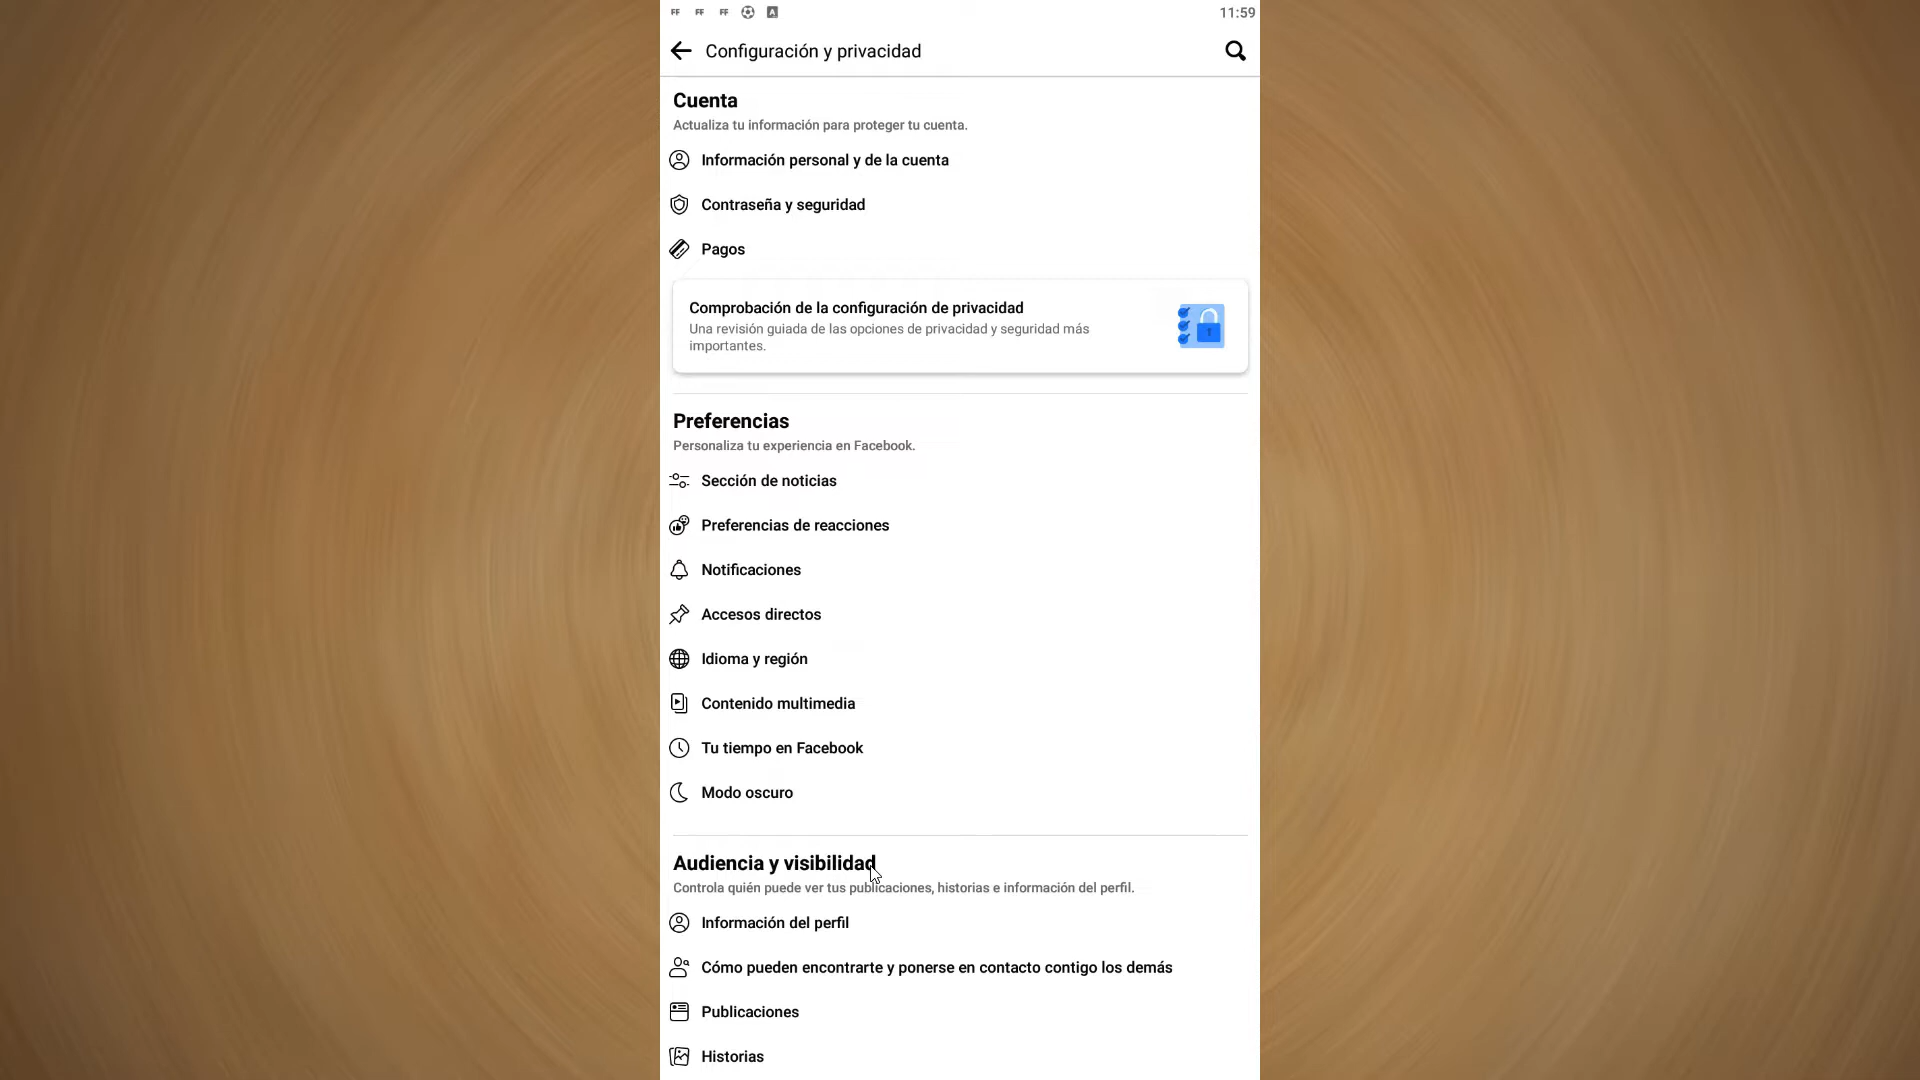 FF FF FF A 11:59
Configuración y privacidad
Cuenta
Actualiza tu información para proteger tu cuenta.
Información personal y de la cuenta
Contraseña y seguridad
Pagos
Comprobación de la configuración de privacidad
Una revisión guiada de las opciones de privacidad y seguridad más
importantes.
Preferencias
Personaliza tu experiencia en Facebook.
Sección de noticias
Preferencias de reacciones
Notificaciones
Accesos directos
Idioma y región
Contenido multimedia
Tu tiempo en Facebook
Modo oscuro
Audiencia y visibilidad
Controla quién puede ver tus publicaciones, historias e información del perfil.
Información del perfil
Cómo pueden encontrarte y ponerse en contacto contigo los demás
Publicaciones
Historias